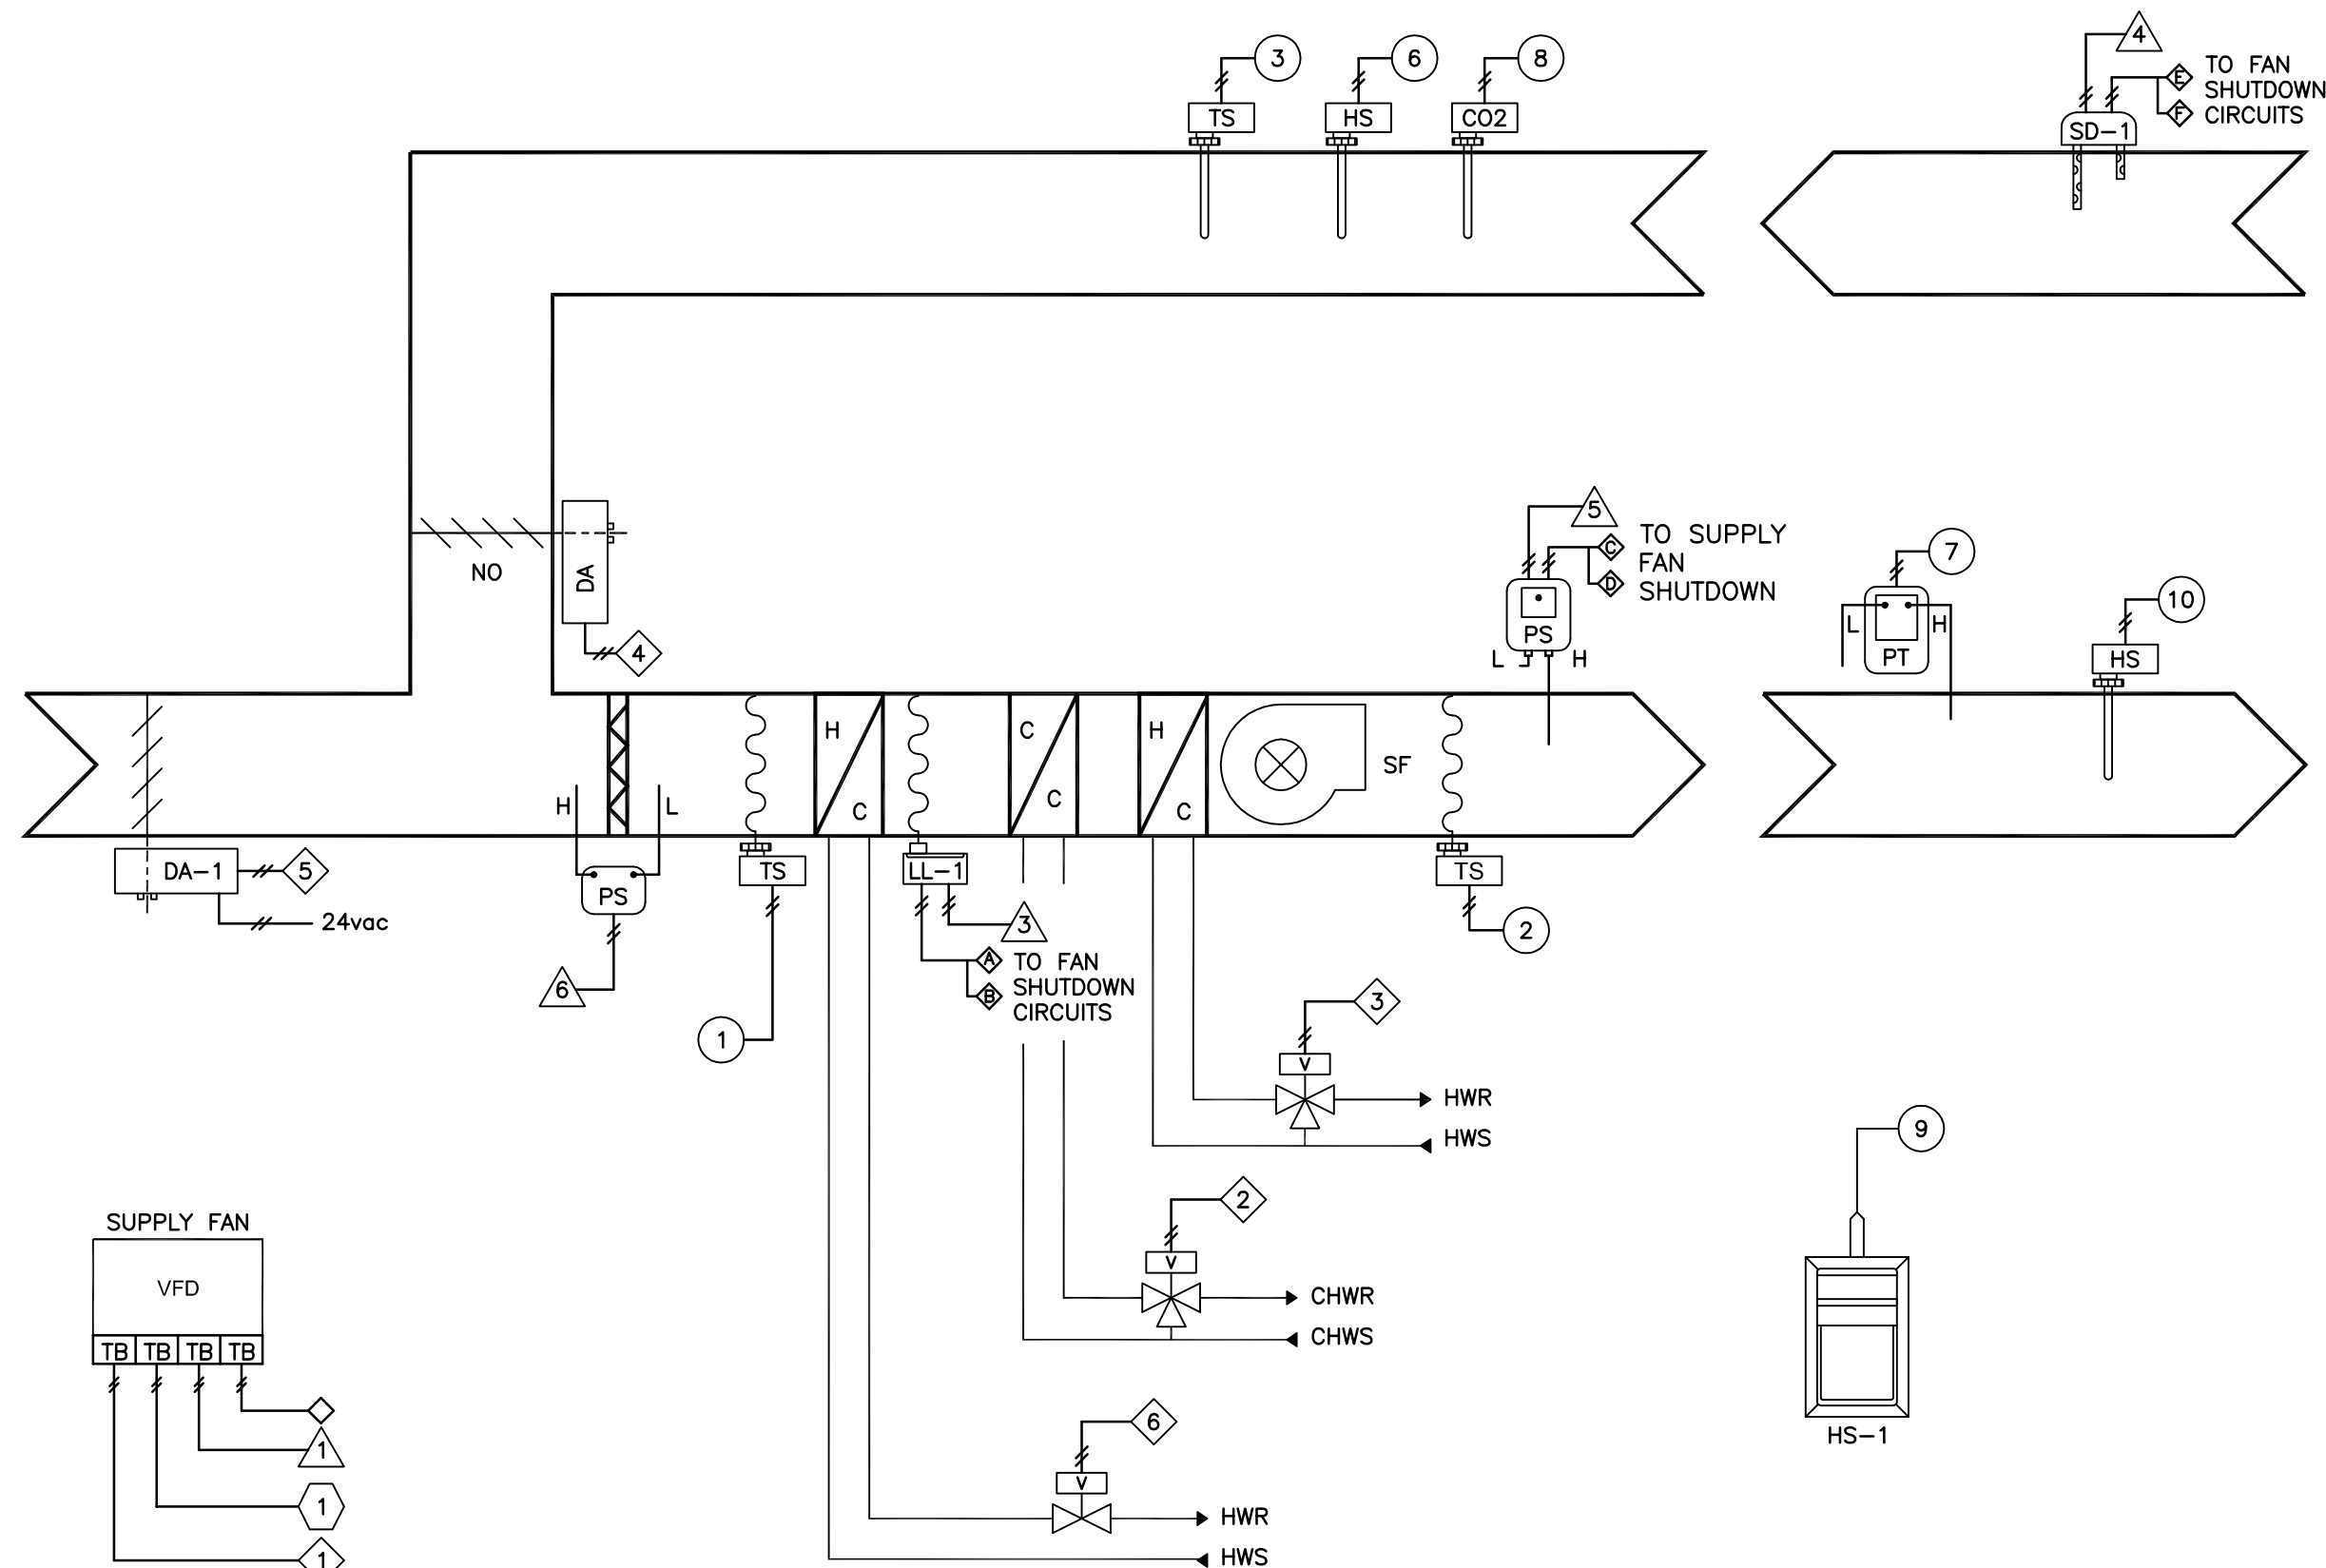 3
6
8
4
TS
HS
CO2
SD-1
E
F
TO FAN
SHUTDOWN
CIRCUITS
NO
DA
4
5
C
D
TO SUPPLY
FAN
SHUTDOWN
PS
L
H
7
L
H
PT
10
HS
H
C
C
C
H
C
SF
H
L
DA-1
5
24vac
PS
6
TS
1
LL-1
3
A
B
TO FAN
SHUTDOWN
CIRCUITS
TS
2
3
V
HWR
HWS
2
V
CHWR
CHWS
6
V
HWR
HWS
9
HS-1
SUPPLY FAN
VFD
TB TB TB TB
1
1
1